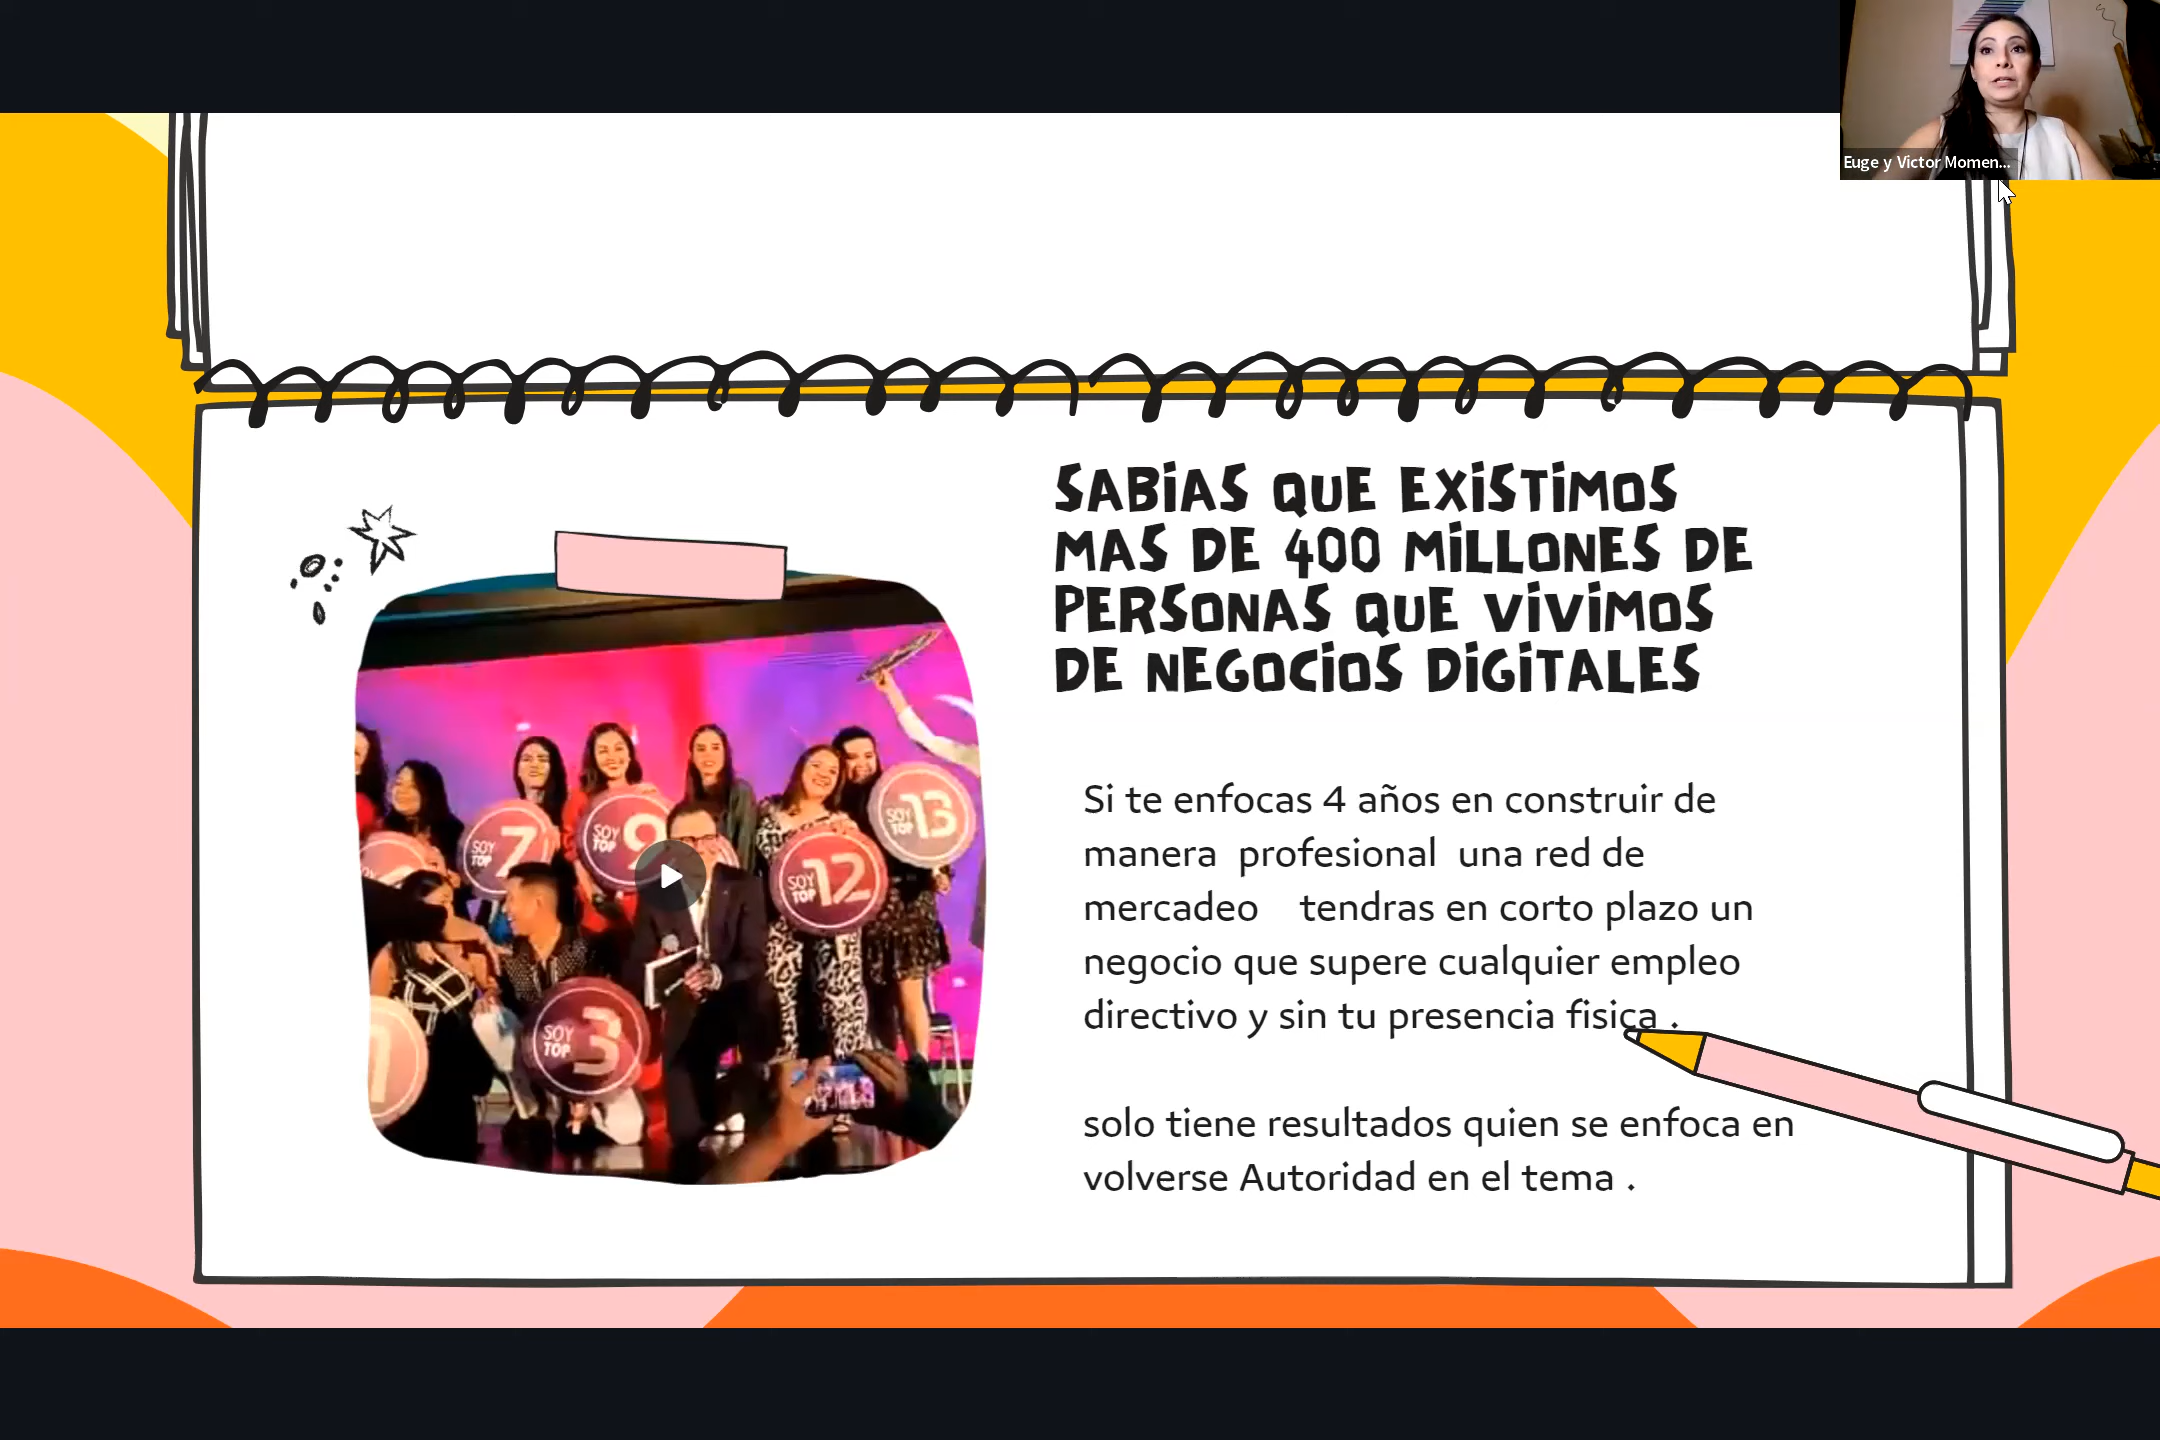 Euge y Victor Momen...
SABIAS QUE EXISTIMOS
MAS DE 400 MILLONES DE
PERSONAS QUE VIVIMOS
DE NEGOCIOS DIGITALES
Si te enfocas 4 años en construir de
manera profesional una red de
mercadeo tendras en corto plazo un
negocio que supere cualquier empleo
directivo y sin tu presencia fisica .
solo tiene resultados quien se enfoca en
volverse Autoridad en el tema .
SOY TOP 7
SOY TOP 9
SOY TOP 13
SOY TOP 12
SOY TOP 3